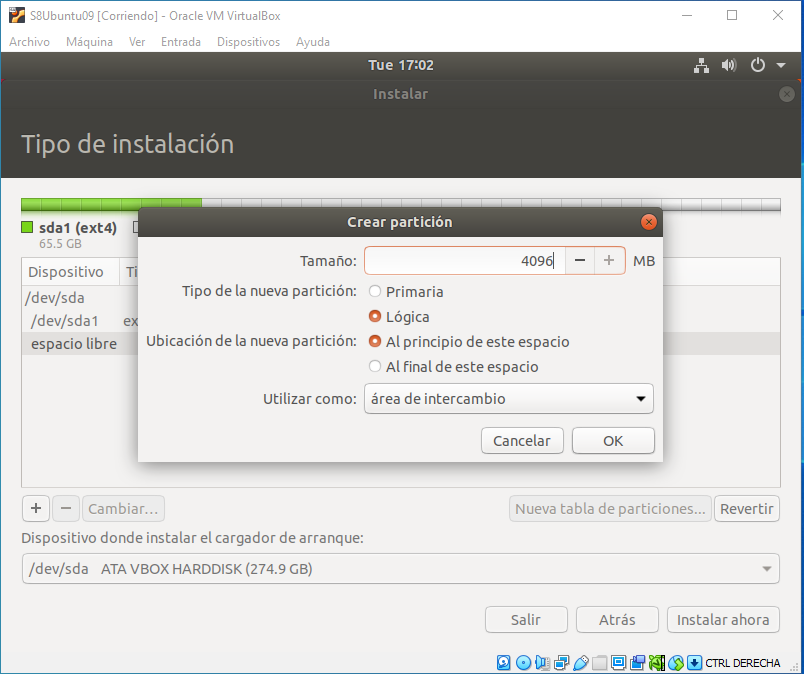 S8Ubuntu09 [Corriendo] - Oracle VM VirtualBox
Archivo Máquina Ver Entrada Dispositivos Ayuda
Tue 17:02
Instalar
Tipo de instalación
sda1 (ext4)
65.5 GB
Crear partición
Tamaño: 4096 MB
Tipo de la nueva partición: Primaria
Lógica
Ubicación de la nueva partición: Al principio de este espacio
Al final de este espacio
Utilizar como: área de intercambio
Cancelar OK
Dispositivo Ti
/dev/sda
/dev/sda1 ex
espacio libre
+ − Cambiar... Nueva tabla de particiones... Revertir
Dispositivo donde instalar el cargador de arranque:
/dev/sda ATA VBOX HARDDISK (274.9 GB)
Salir Atrás Instalar ahora
CTRL DERECHA